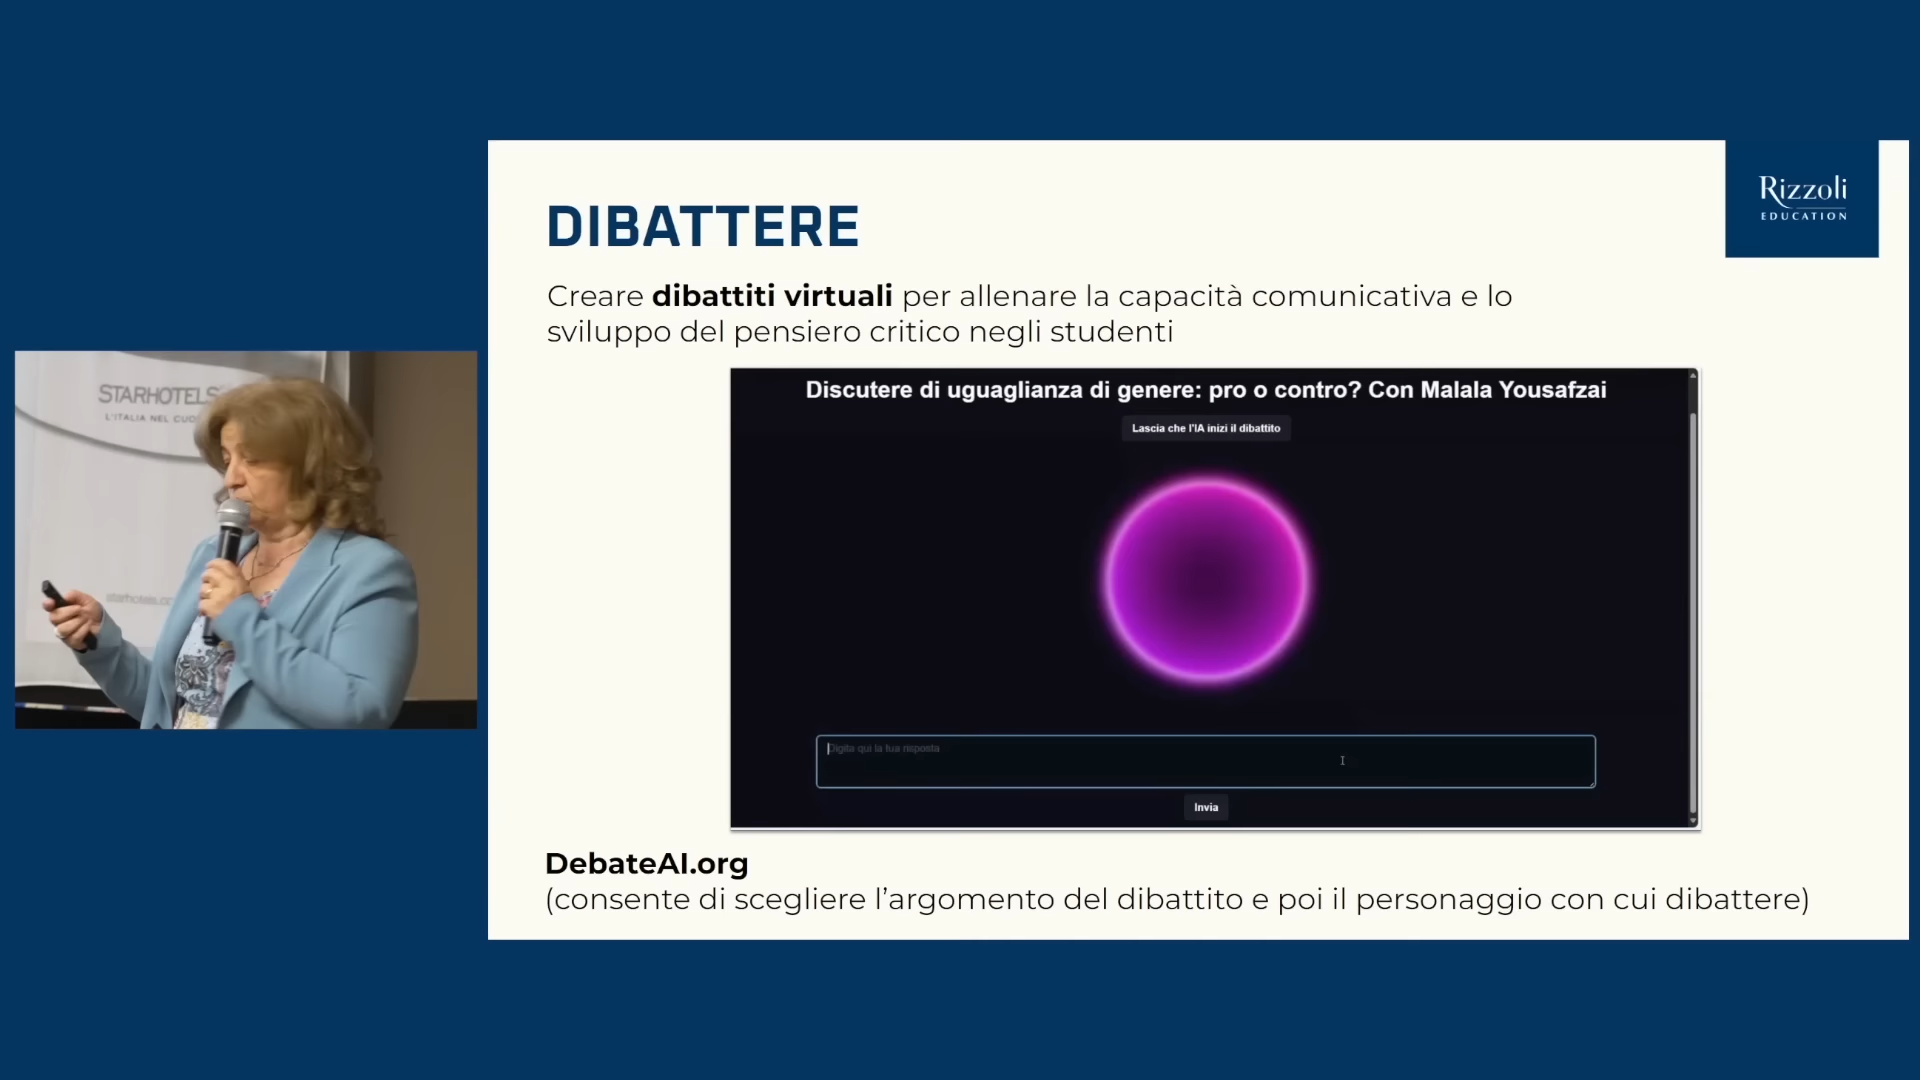 Rizzoli
EDUCATION
DIBATTERE
Creare dibattiti virtuali per allenare la capacità comunicativa e lo
sviluppo del pensiero critico negli studenti
STARHOTELS
L'ITALIA NEL CUO
starhotels.co
Discutere di uguaglianza di genere: pro o contro? Con Malala Yousafzai
Lascia che l'IA inizi il dibattito
Digita qui la tua risposta
Invia
DebateAI.org
(consente di scegliere l'argomento del dibattito e poi il personaggio con cui dibattere)